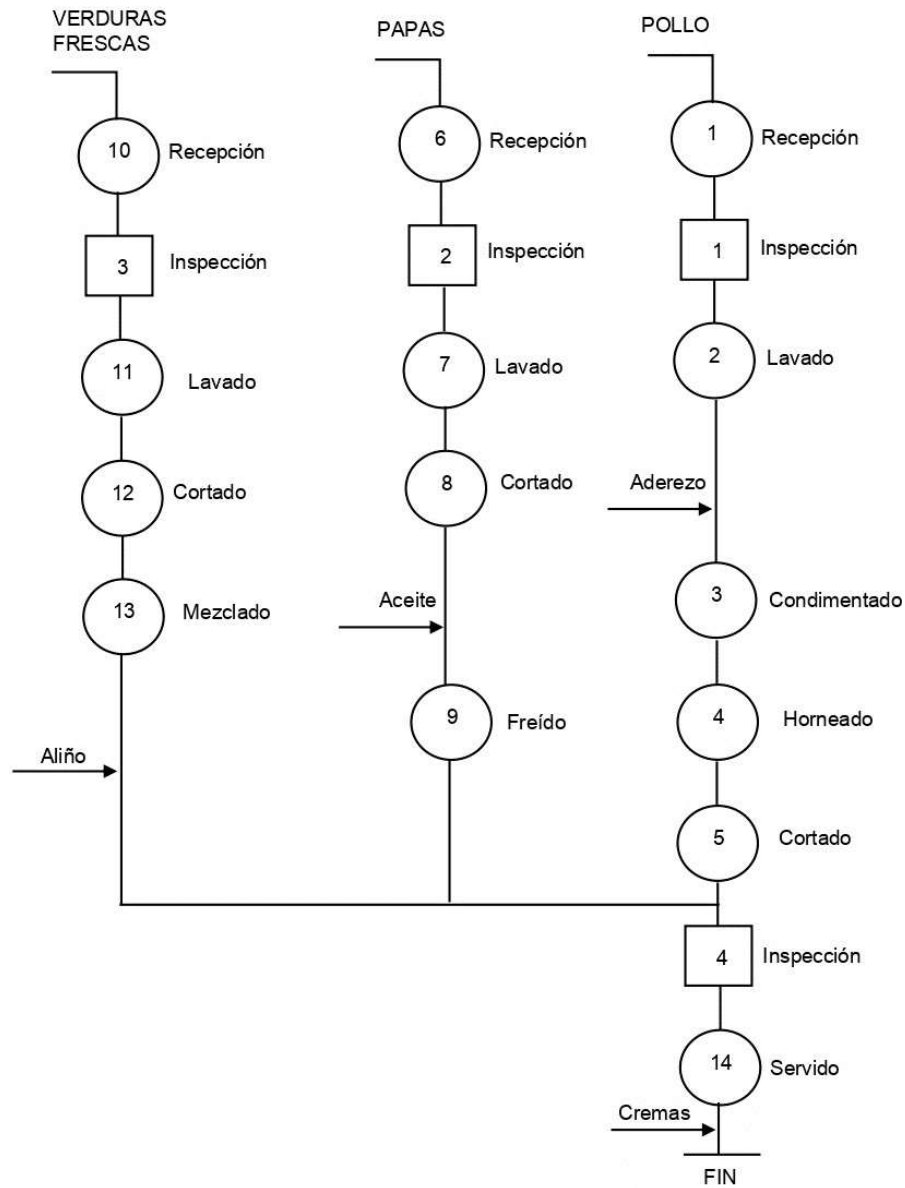 VERDURAS
FRESCAS
10
Recepción
3
Inspección
11
Lavado
12
Cortado
13
Mezclado
Aliño
PAPAS
6
Recepción
2
Inspección
7
Lavado
8
Cortado
Aceite
9
Freído
POLLO
1
Recepción
1
Inspección
2
Lavado
Aderezo
3
Condimentado
4
Horneado
5
Cortado
4
Inspección
14
Servido
Cremas
FIN